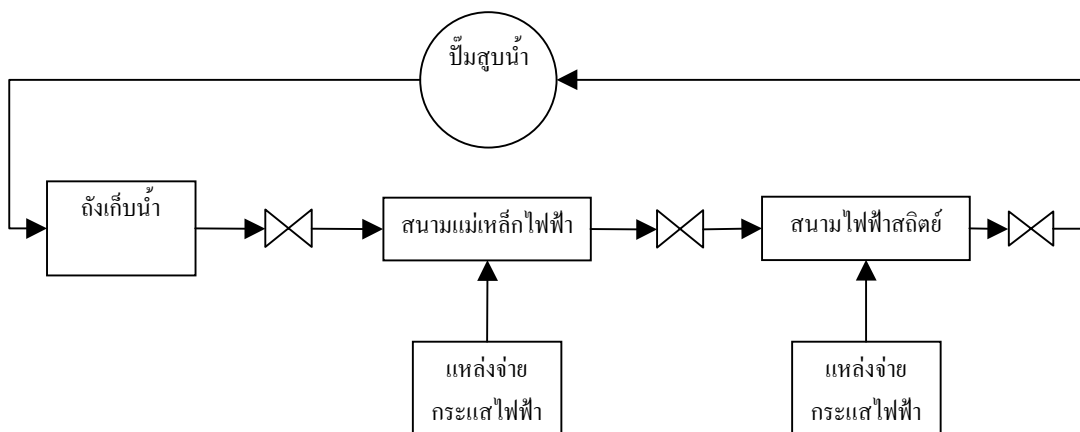 ปั๊มสูบน้ำ
ถังเก็บน้ำ
สนามแม่เหล็กไฟฟ้า
สนามไฟฟ้าสถิตย์
แหล่งจ่าย
กระแสไฟฟ้า
แหล่งจ่าย
กระแสไฟฟ้า